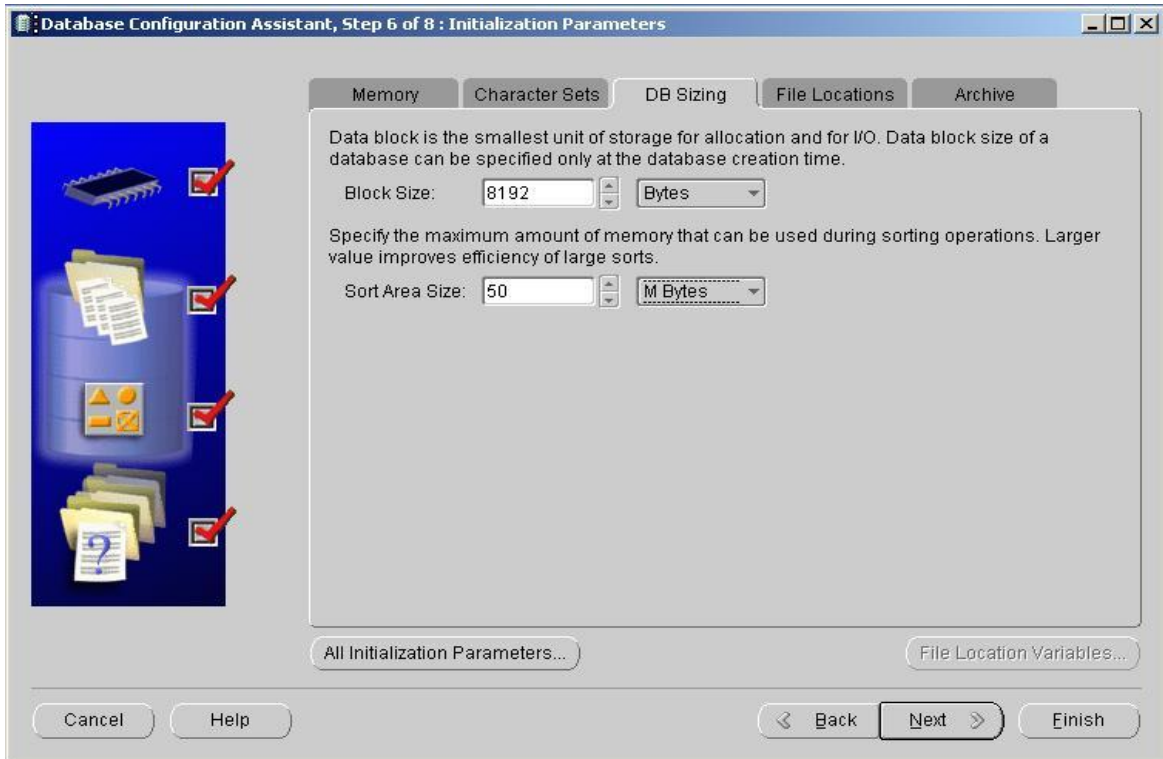 Database Configuration Assistant, Step 6 of 8 : Initialization Parameters
Memory Character Sets DB Sizing File Locations Archive
Data block is the smallest unit of storage for allocation and for I/O. Data block size of a
database can be specified only at the database creation time.
Block Size: 8192 Bytes
Specify the maximum amount of memory that can be used during sorting operations. Larger
value improves efficiency of large sorts.
Sort Area Size: 50 M Bytes
?
All Initialization Parameters... File Location Variables...
Cancel Help Back Next Finish